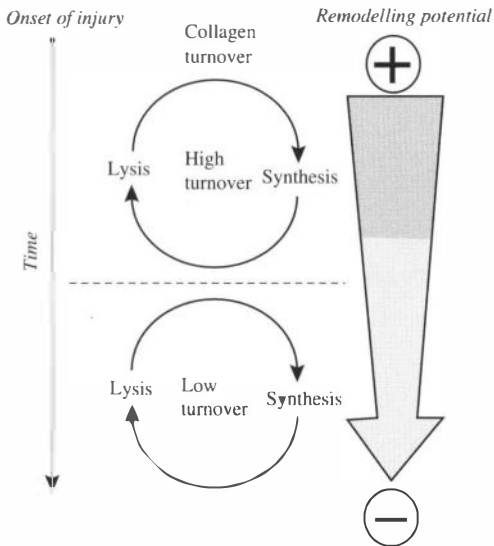 Onset of injury
Remodelling potential
Collagen
turnover
+
Lysis
High
turnover
Synthesis
Time
Lysis
Low
turnover
Synthesis
−